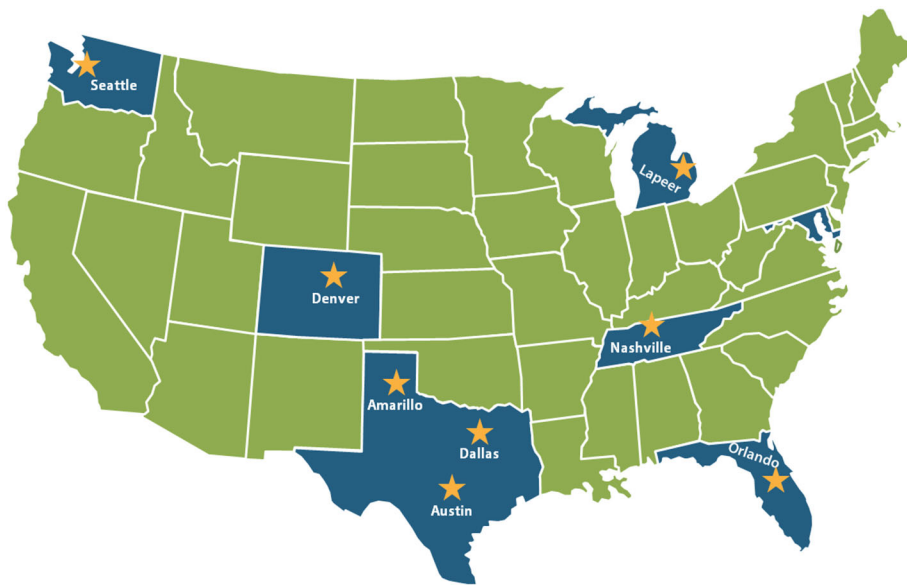 Seattle
Lapeer
Denver
Nashville
Amarillo
Dallas
Orlando
Austin